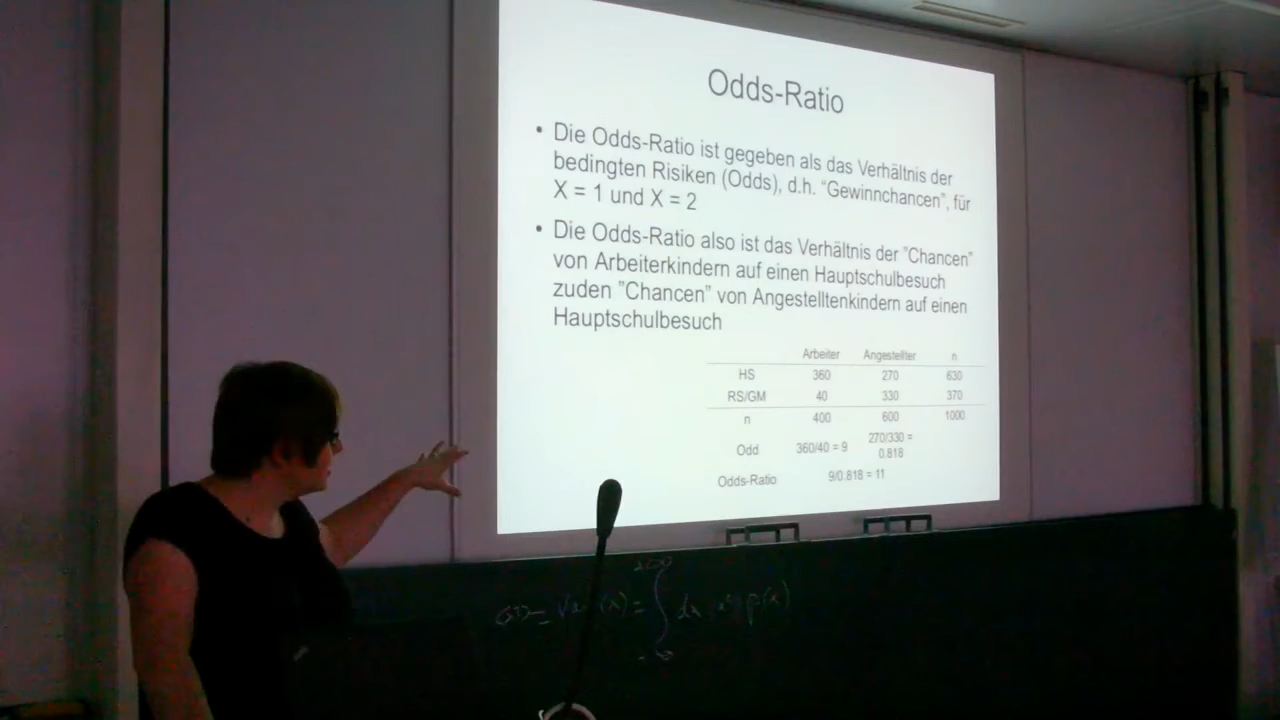 Odds-Ratio
• Die Odds-Ratio ist gegeben als das Verhältnis der
bedingten Risiken (Odds), d.h. “Gewinnchancen”, für
X = 1 und X = 2
• Die Odds-Ratio also ist das Verhältnis der ”Chancen”
von Arbeiterkindern auf einen Hauptschulbesuch
zuden ”Chancen” von Angestelltenkindern auf einen
Hauptschulbesuch
Arbeiter Angestellter n
HS 360 270 630
RS/GM 40 330 370
n 400 600 1000
Odd 360/40 = 9 270/330 =
0.818
Odds-Ratio 9/0.818 = 11